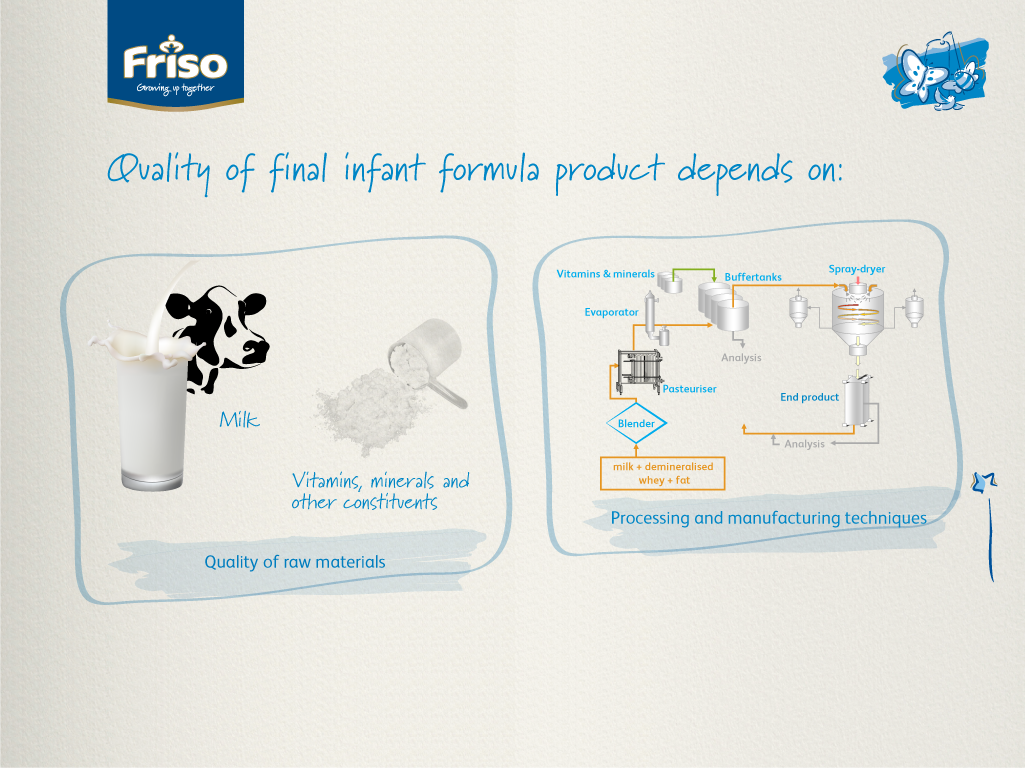 Friso
Growing up together
Quality of final infant formula product depends on:
Milk
Vitamins, minerals and
other constituents
Quality of raw materials
Vitamins & minerals
Buffertanks
Spray-dryer
Evaporator
Analysis
Pasteuriser
End product
Blender
Analysis
milk + demineralised
whey + fat
Processing and manufacturing techniques